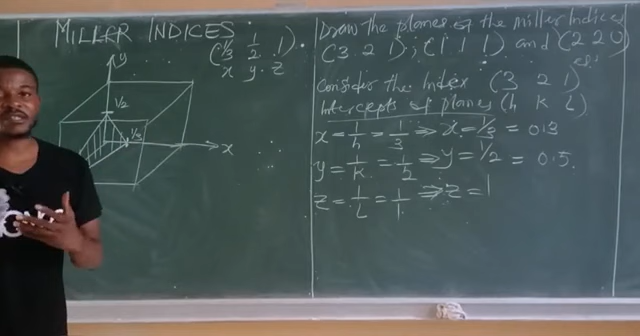 MILLER INDICES
(1/3 1/2 1)
x y z
y
1/2
1/3
x
Draw the planes of the miller Indices
(3 2 1); (1 1 1) and (2 2 0)
Consider the Index (3 2 1)
Intercepts of planes (h k l)
x = 1/h = 1/3 ⇒ x = 1/3 = 0.3
y = 1/k = 1/2 ⇒ y = 1/2 = 0.5
z = 1/L = 1/1 ⇒ z = 1